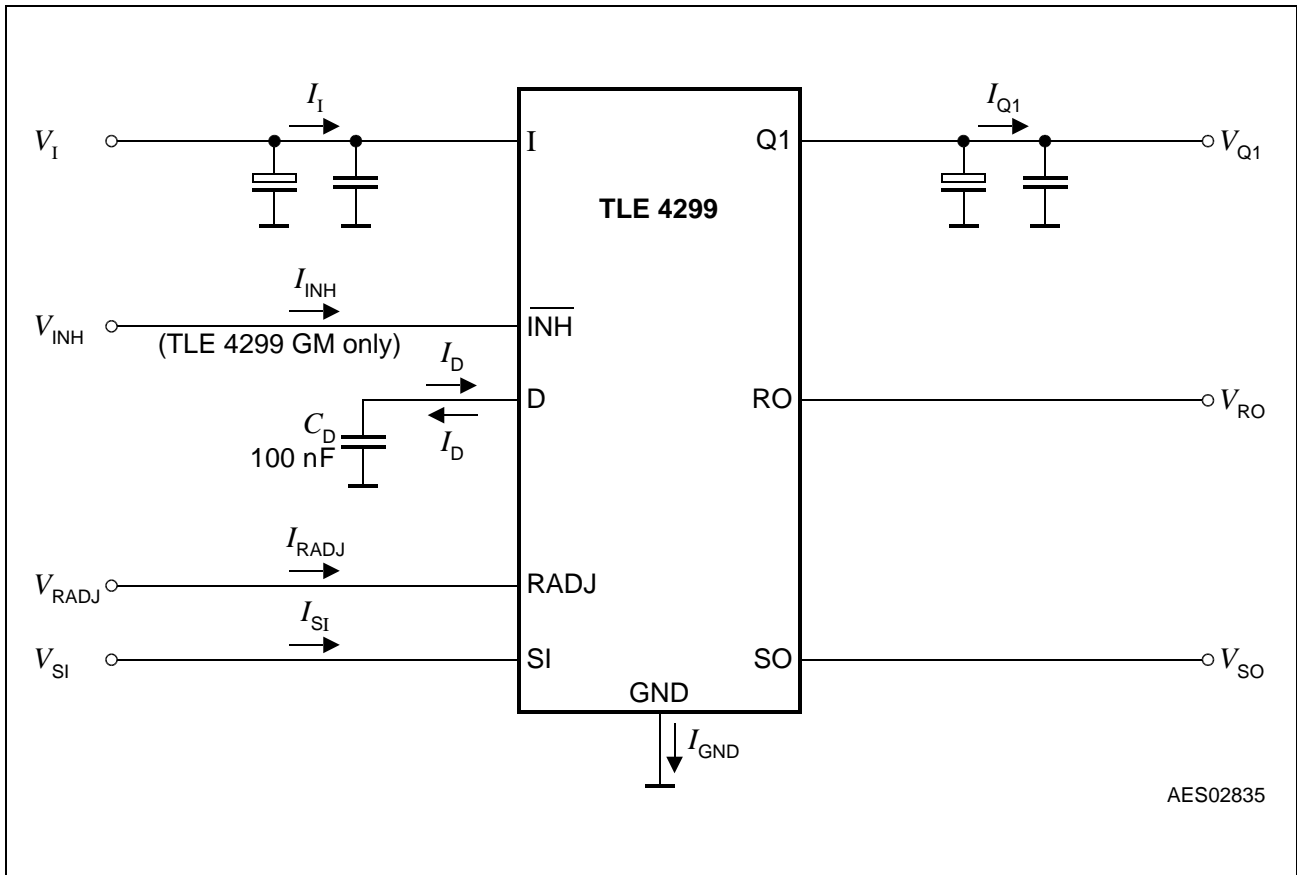 I_I
I_Q1
V_I
I
Q1
V_Q1
TLE 4299
I_INH
V_INH
INH
(TLE 4299 GM only)
I_D
D
RO
V_RO
C_D
I_D
100 nF
I_RADJ
V_RADJ
RADJ
I_SI
V_SI
SI
SO
V_SO
GND
I_GND
AES02835